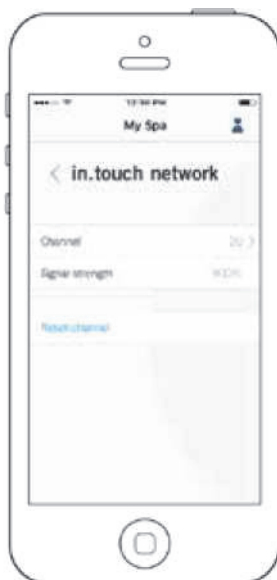 My Spa
in.touch network
Channel
Signal strength
Reset channel